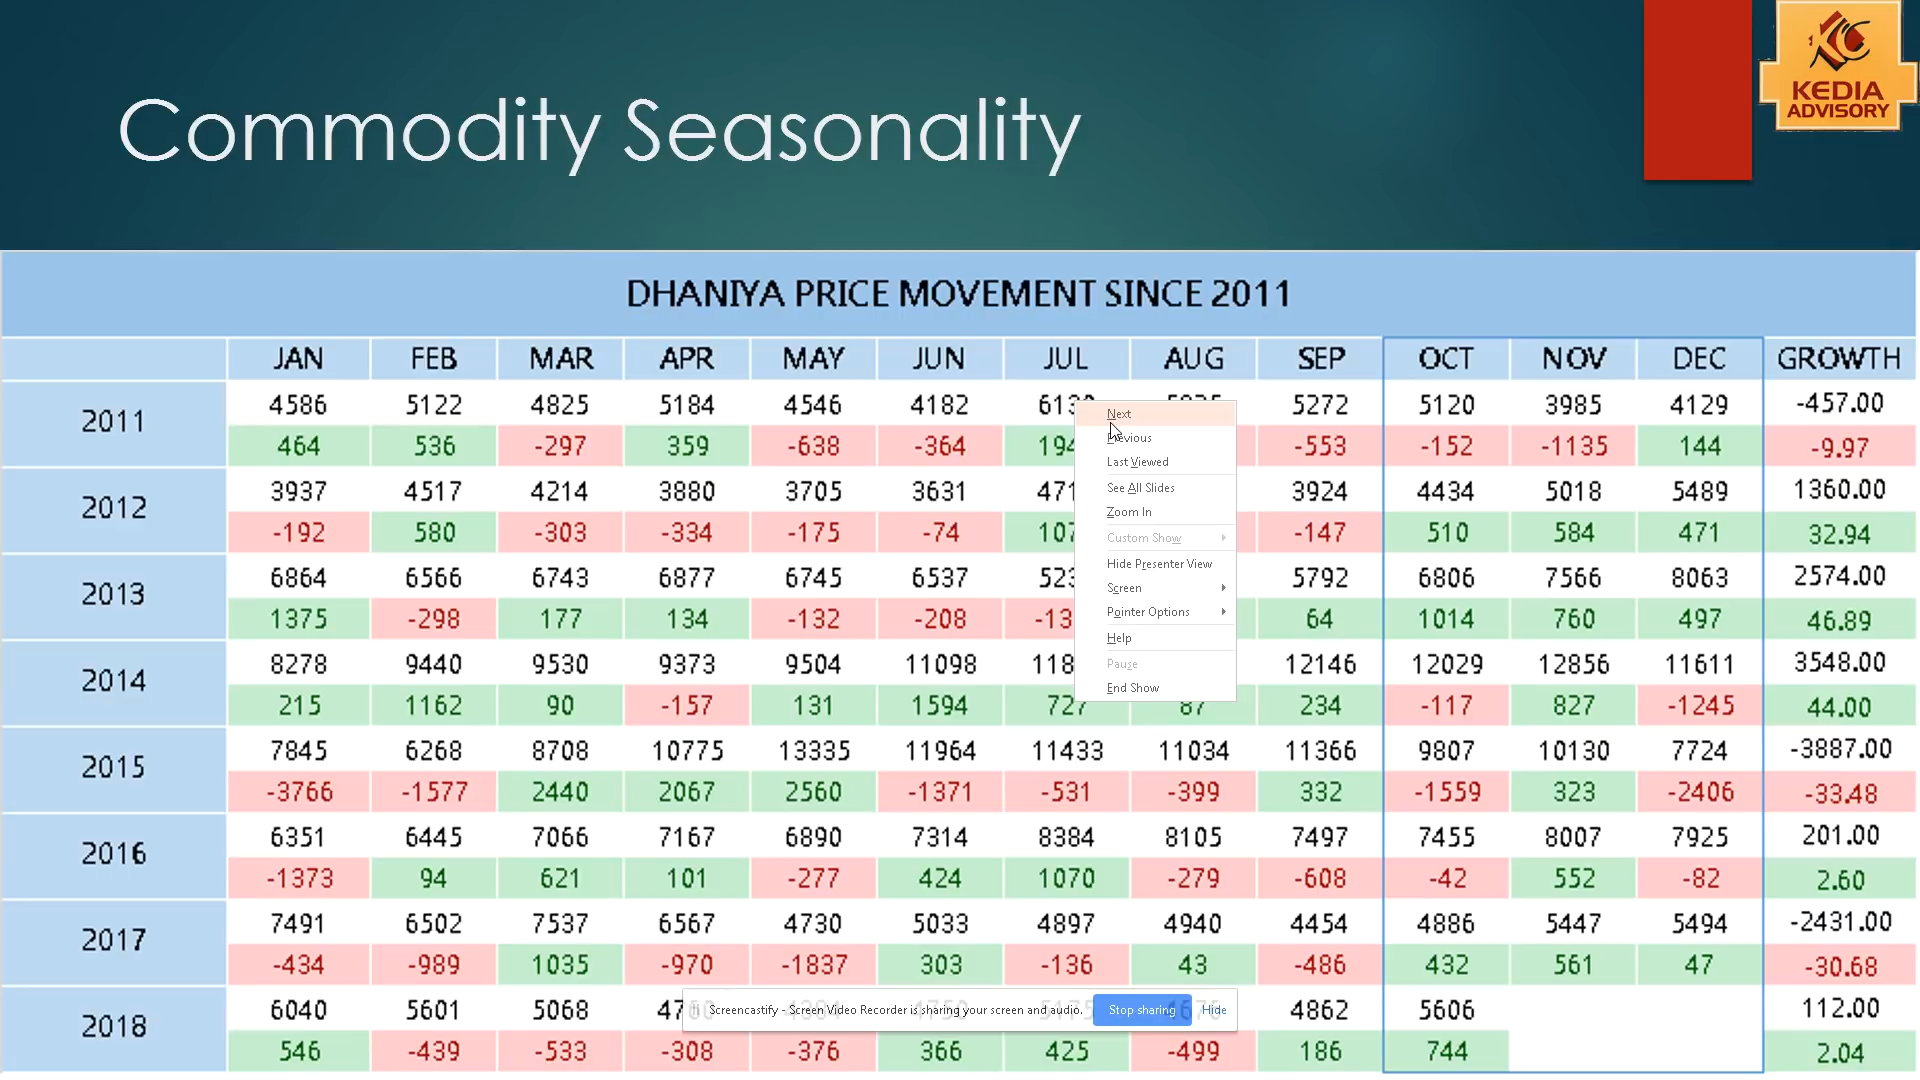 Commodity Seasonality
KEDIA
ADVISORY
DHANIYA PRICE MOVEMENT SINCE 2011
JAN FEB MAR APR MAY JUN JUL AUG SEP OCT NOV DEC GROWTH
2011
4586 5122 4825 5184 4546 4182 5272 5120 3985 4129 -457.00
464 536 -297 359 -638 -364 -553 -152 -1135 144 -9.97
2012
3937 4517 4214 3880 3705 3631 3924 4434 5018 5489 1360.00
-192 580 -303 -334 -175 -74 -147 510 584 471 32.94
2013
6864 6566 6743 6877 6745 6537 5792 6806 7566 8063 2574.00
1375 -298 177 134 -132 -208 64 1014 760 497 46.89
2014
8278 9440 9530 9373 9504 11098 12146 12029 12856 11611 3548.00
215 1162 90 -157 131 1594 727 87 234 -117 827 -1245 44.00
2015
7845 6268 8708 10775 13335 11964 11433 11034 11366 9807 10130 7724 -3887.00
-3766 -1577 2440 2067 2560 -1371 -531 -399 332 -1559 323 -2406 -33.48
2016
6351 6445 7066 7167 6890 7314 8384 8105 7497 7455 8007 7925 201.00
-1373 94 621 101 -277 424 1070 -279 -608 -42 552 -82 2.60
2017
7491 6502 7537 6567 4730 5033 4897 4940 4454 4886 5447 5494 -2431.00
-434 -989 1035 -970 -1837 303 -136 43 -486 432 561 47 -30.68
2018
6040 5601 5068 4862 5606 112.00
546 -439 -533 -308 -376 366 425 -499 186 744 2.04
Next
Previous
Last Viewed
See All Slides
Zoom In
Custom Show
Hide Presenter View
Screen
Pointer Options
Help
Pause
End Show
Screencastify - Screen Video Recorder is sharing your screen and audio. Stop sharing Hide